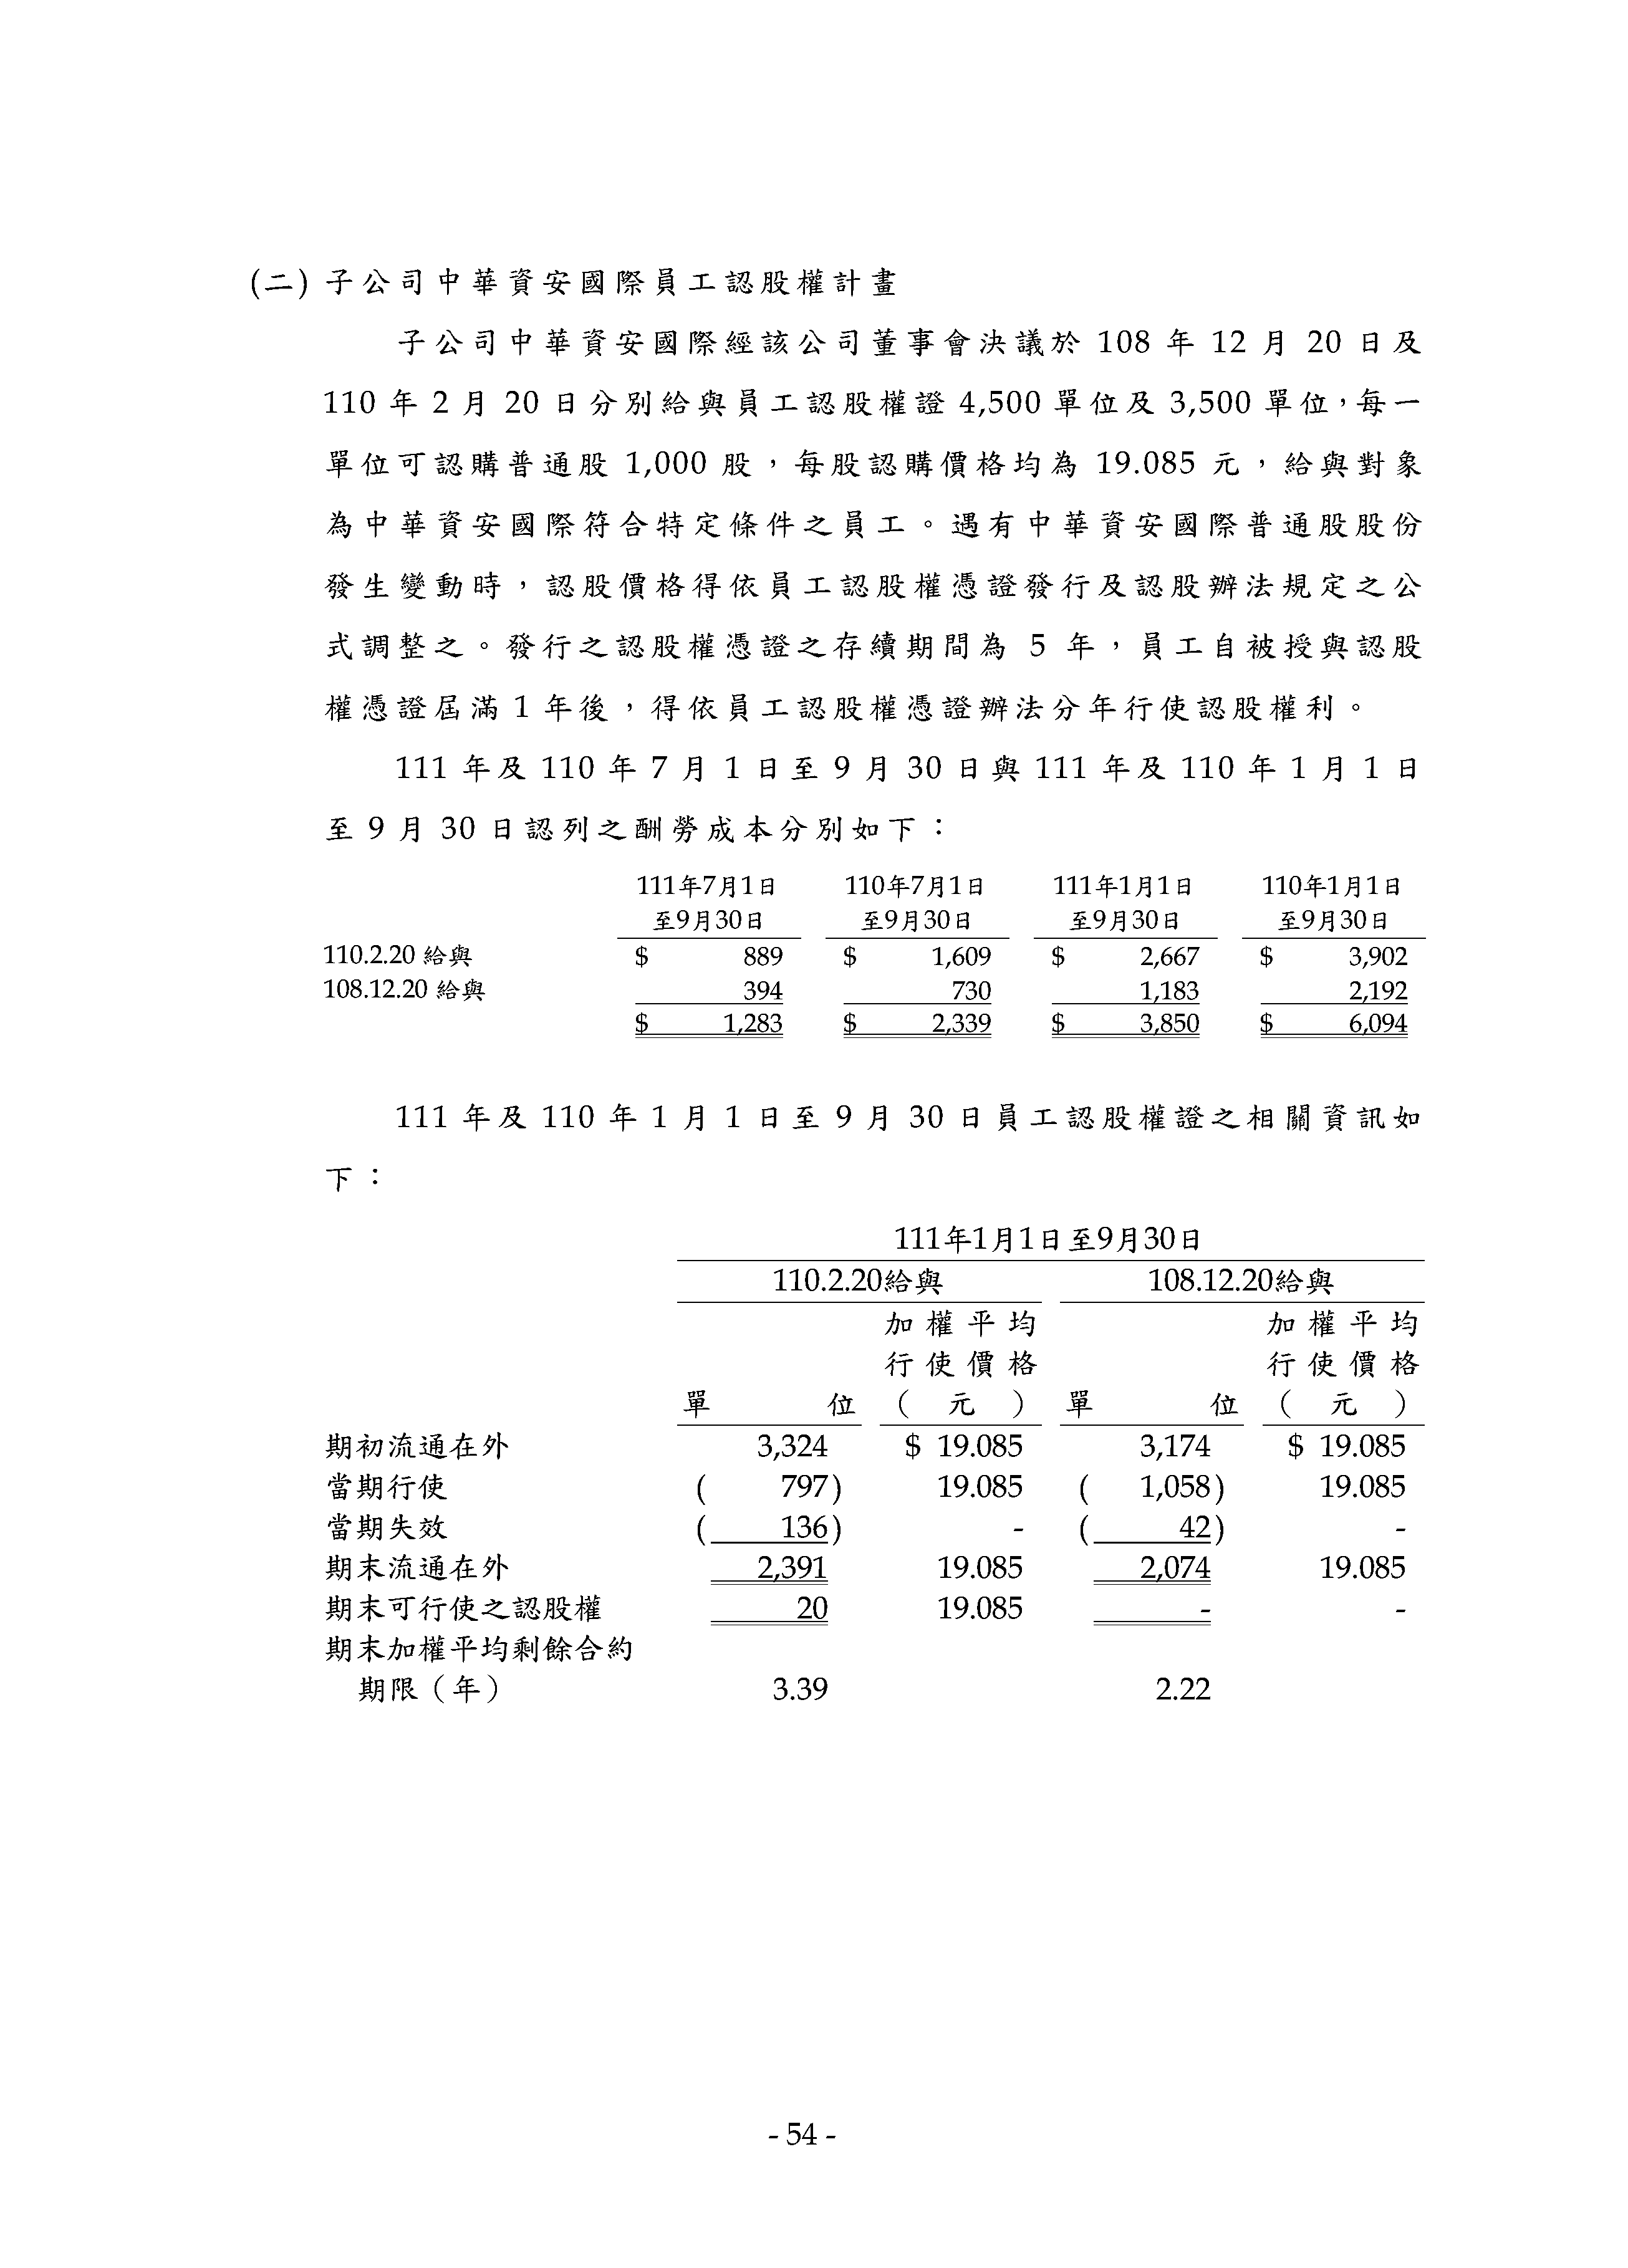 (二) 子公司中華資安國際員工認股權計畫
子公司中華資安國際經該公司董事會決議於 108 年 12 月 20 日及
110 年 2 月 20 日分別給與員工認股權證 4,500 單位及 3,500 單位，每一
單位可認購普通股 1,000 股，每股認購價格均為 19.085 元，給與對象
為中華資安國際符合特定條件之員工。遇有中華資安國際普通股股份
發生變動時，認股價格得依員工認股權憑證發行及認股辦法規定之公
式調整之。發行之認股權憑證之存續期間為 5 年，員工自被授與認股
權憑證屆滿 1 年後，得依員工認股權憑證辦法分年行使認股權利。
111 年及 110 年 7 月 1 日至 9 月 30 日與 111 年及 110 年 1 月 1 日
至 9 月 30 日認列之酬勞成本分別如下：
111年7月1日 110年7月1日 111年1月1日 110年1月1日
至9月30日 至9月30日 至9月30日 至9月30日
110.2.20 給與 $ 889 $ 1,609 $ 2,667 $ 3,902
108.12.20 給與 394 730 1,183 2,192
$ 1,283 $ 2,339 $ 3,850 $ 6,094
111 年及 110 年 1 月 1 日至 9 月 30 日員工認股權證之相關資訊如
下：
111年1月1日至9月30日
110.2.20給與 108.12.20給與
加權平均 加權平均
行使價格 行使價格
單位 （元） 單位 （元）
期初流通在外 3,324 $ 19.085 3,174 $ 19.085
當期行使 ( 797) 19.085 ( 1,058) 19.085
當期失效 ( 136) - ( 42) -
期末流通在外 2,391 19.085 2,074 19.085
期末可行使之認股權 20 19.085 - -
期末加權平均剩餘合約
期限（年） 3.39 2.22
- 54 -